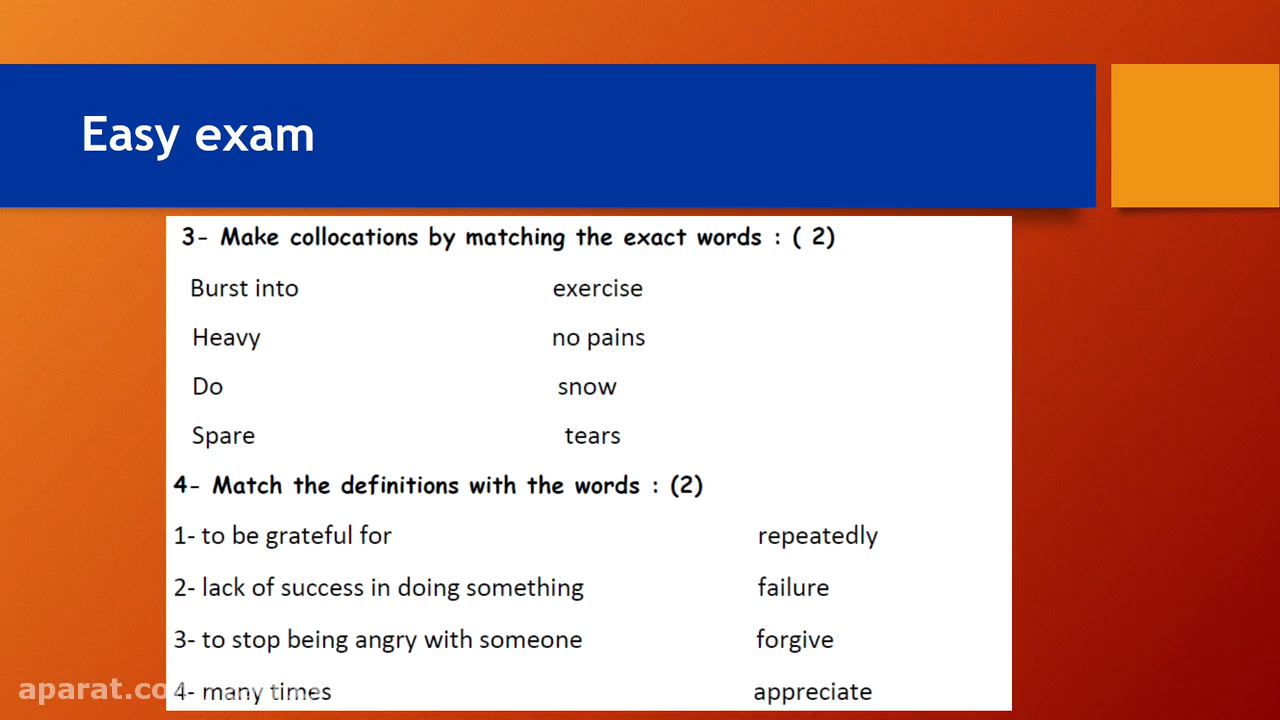 Easy exam
3- Make collocations by matching the exact words : ( 2)
Burst into exercise
Heavy no pains
Do snow
Spare tears
4- Match the definitions with the words : (2)
1- to be grateful for repeatedly
2- lack of success in doing something failure
3- to stop being angry with someone forgive
4- many times appreciate
aparat.co